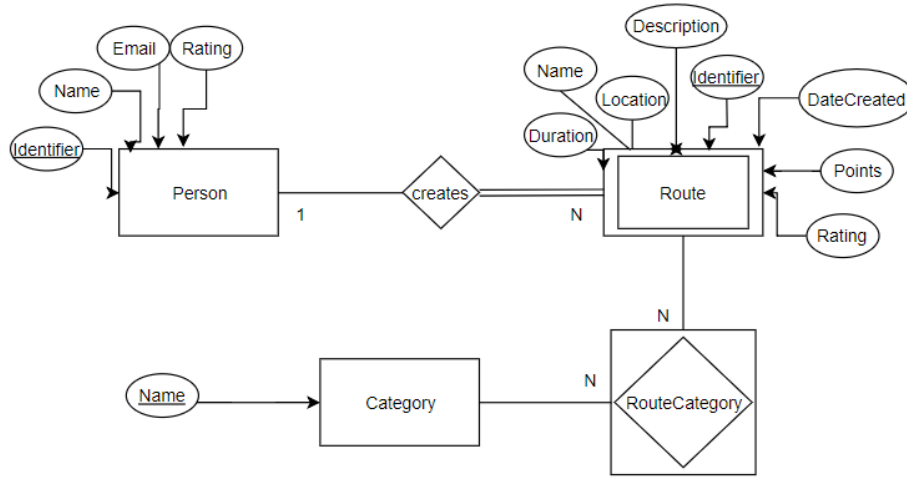 Description
Email
Rating
Name
Identifier
Name
Location
DateCreated
Identifier
Duration
Person
creates
Route
Points
1
N
Rating
N
Name
Category
N
RouteCategory